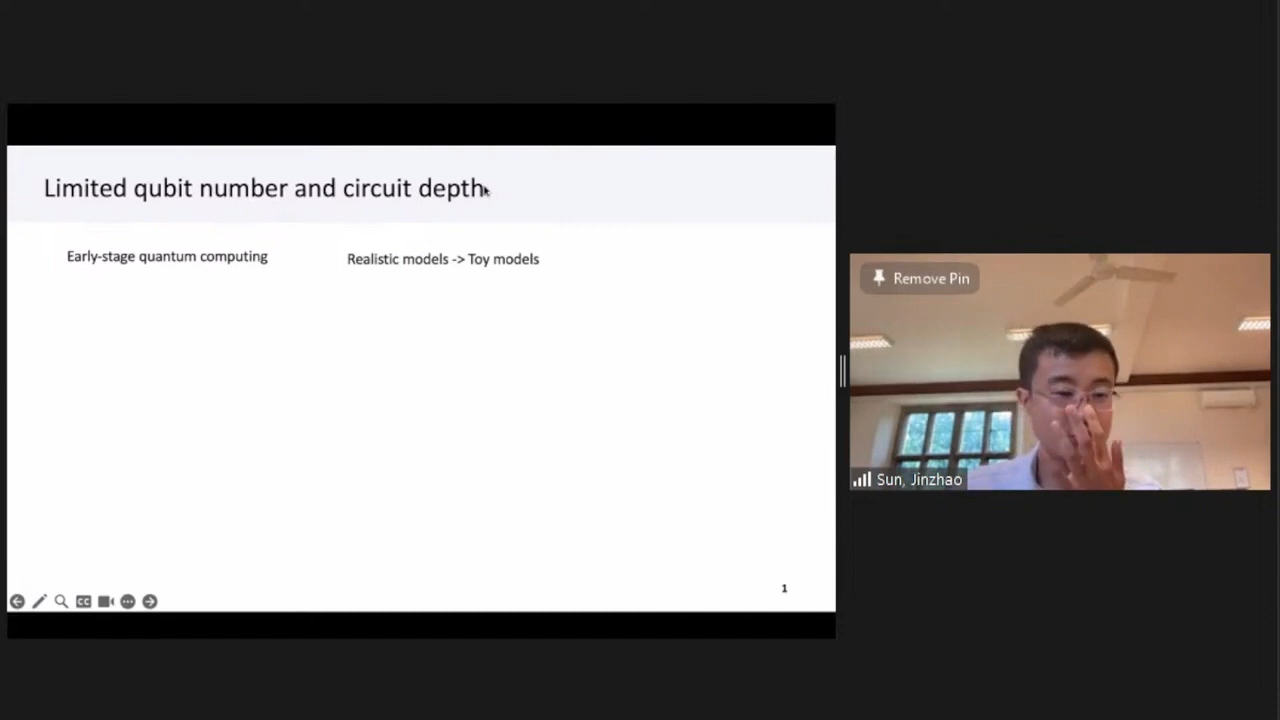 Limited qubit number and circuit depth
Early-stage quantum computing
Realistic models -> Toy models
1
CC
Remove Pin
Sun, Jinzhao